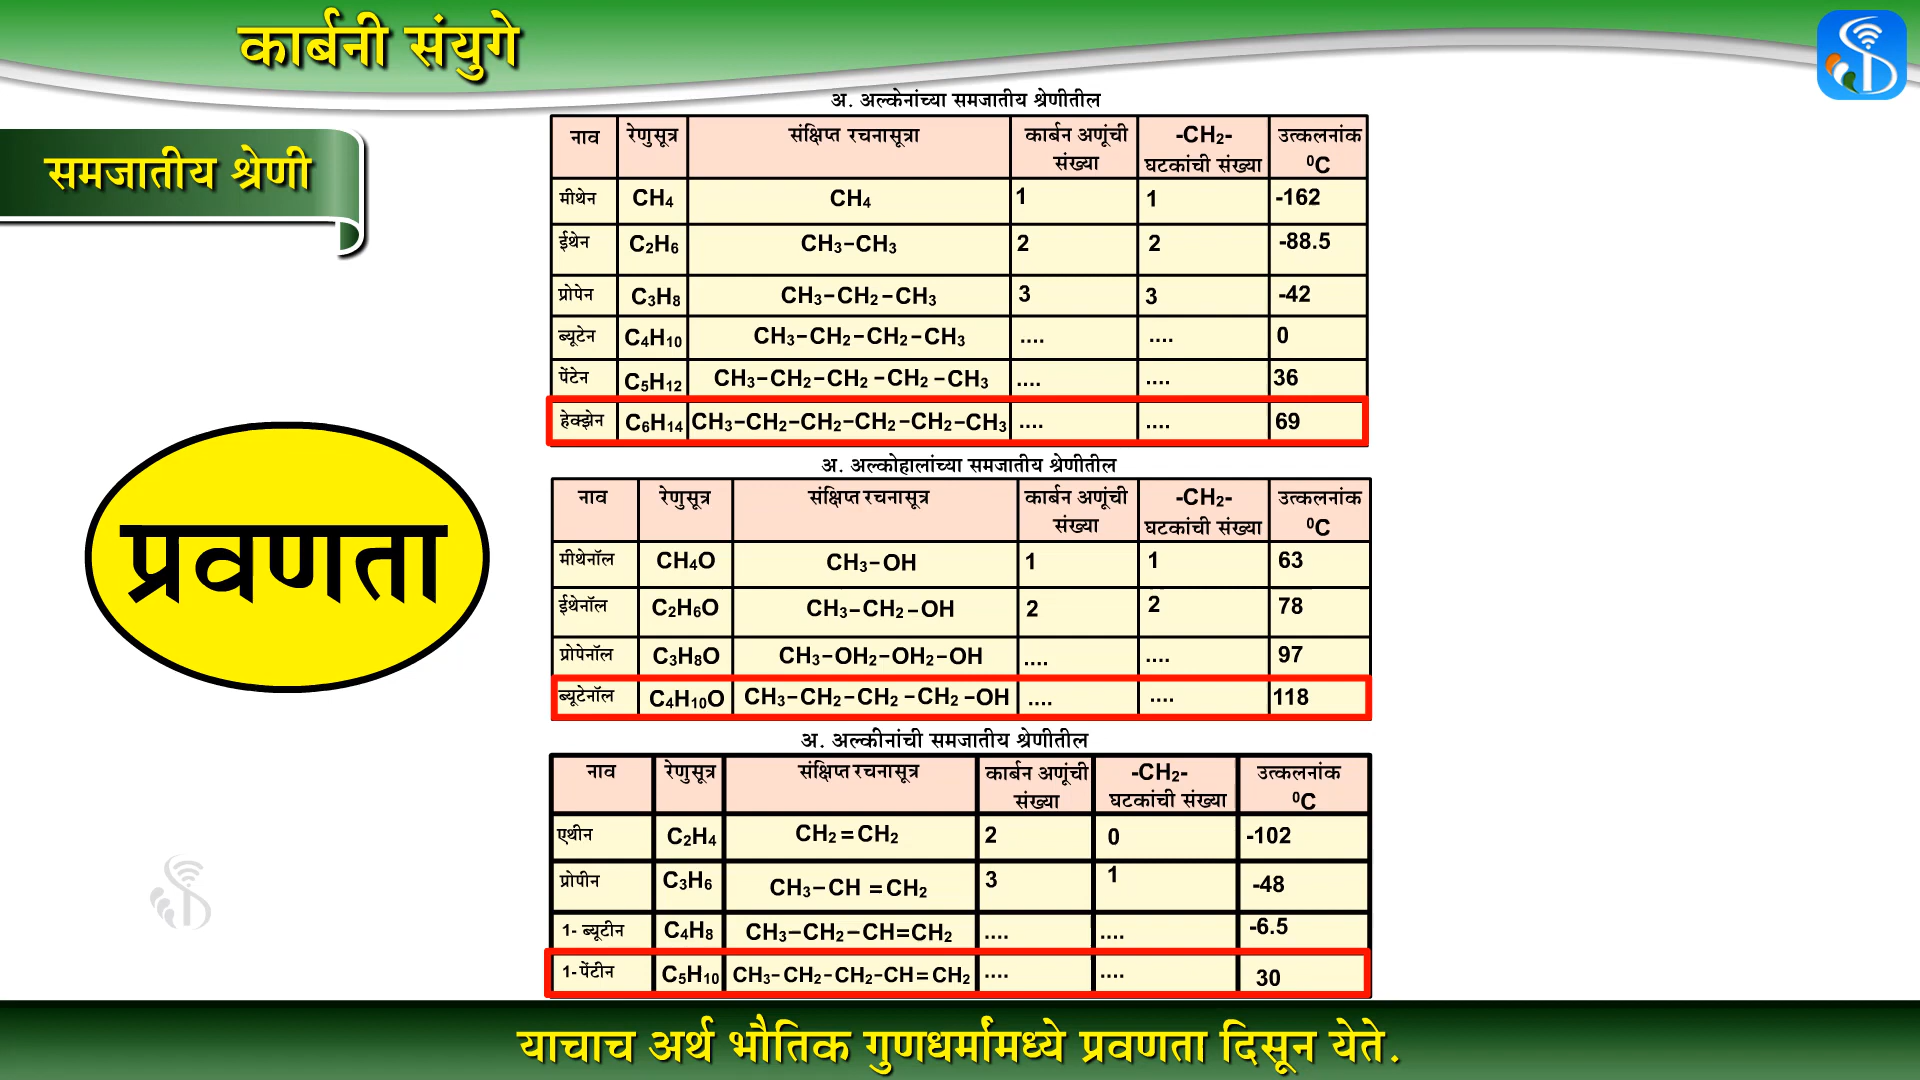 कार्बनी संयुगे
समजातीय श्रेणी
प्रवणता
अ. अल्केनांच्या समजातीय श्रेणीतील
नाव रेणुसूत्र संक्षिप्त रचनासूत्रा कार्बन अणूंची संख्या -CH2- घटकांची संख्या उत्कलनांक 0C
मीथेन CH4 CH4 1 1 -162
ईथेन C2H6 CH3–CH3 2 2 -88.5
प्रोपेन C3H8 CH3–CH2–CH3 3 3 -42
ब्यूटेन C4H10 CH3–CH2–CH2–CH3 .... .... 0
पेंटेन C5H12 CH3–CH2–CH2–CH2–CH3 .... .... 36
हेक्झेन C6H14 CH3–CH2–CH2–CH2–CH2–CH3 .... .... 69
अ. अल्कोहालांच्या समजातीय श्रेणीतील
नाव रेणुसूत्र संक्षिप्त रचनासूत्र कार्बन अणूंची संख्या -CH2- घटकांची संख्या उत्कलनांक 0C
मीथेनॉल CH4O CH3–OH 1 1 63
ईथेनॉल C2H6O CH3–CH2–OH 2 2 78
प्रोपेनॉल C3H8O CH3–OH2–OH2–OH .... .... 97
ब्यूटेनॉल C4H10O CH3–CH2–CH2–CH2–OH .... .... 118
अ. अल्कीनांची समजातीय श्रेणीतील
नाव रेणुसूत्र संक्षिप्त रचनासूत्र कार्बन अणूंची संख्या -CH2- घटकांची संख्या उत्कलनांक 0C
एथीन C2H4 CH2=CH2 2 0 -102
प्रोपीन C3H6 CH3–CH=CH2 3 1 -48
1- ब्यूटीन C4H8 CH3–CH2–CH=CH2 .... .... -6.5
1- पेंटीन C5H10 CH3–CH2–CH2–CH=CH2 .... .... 30
याचाच अर्थ भौतिक गुणधर्मांमध्ये प्रवणता दिसून येते.